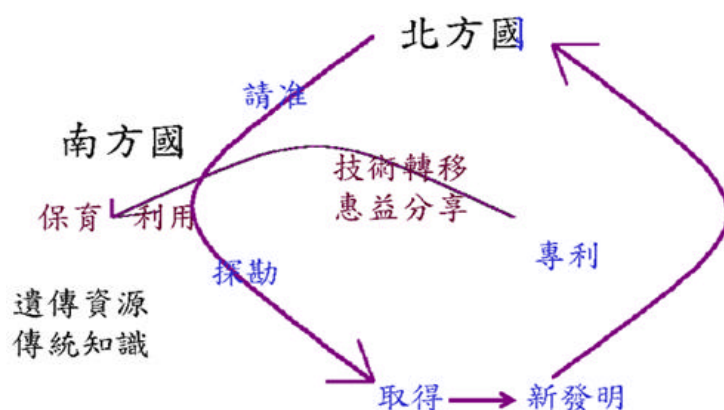 北方國
請准
南方國
技術轉移
惠益分享
保育 利用
專利
探勘
遺傳資源
傳統知識
取得
新發明